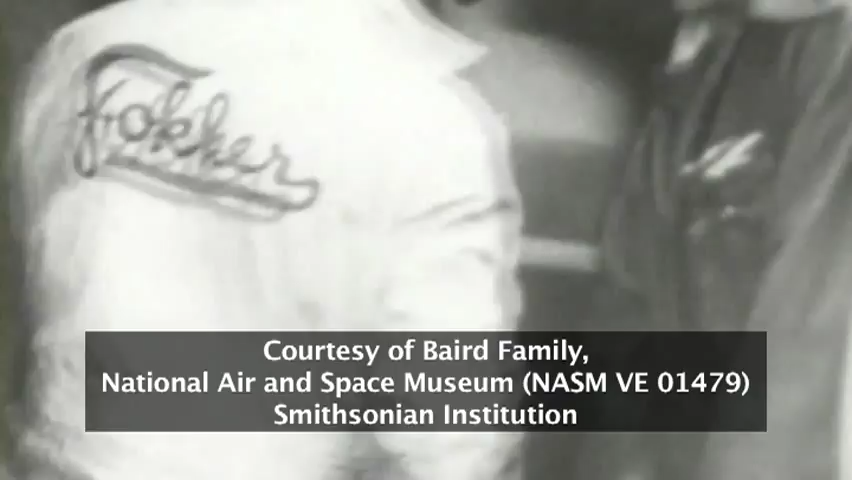 Fokker
Courtesy of Baird Family,
National Air and Space Museum (NASM VE 01479)
Smithsonian Institution